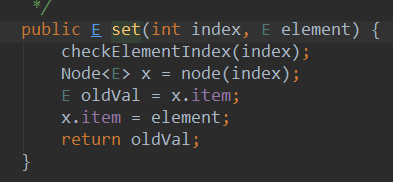 */
public E set(int index, E element) {
checkElementIndex(index);
Node<E> x = node(index);
E oldVal = x.item;
x.item = element;
return oldVal;
}